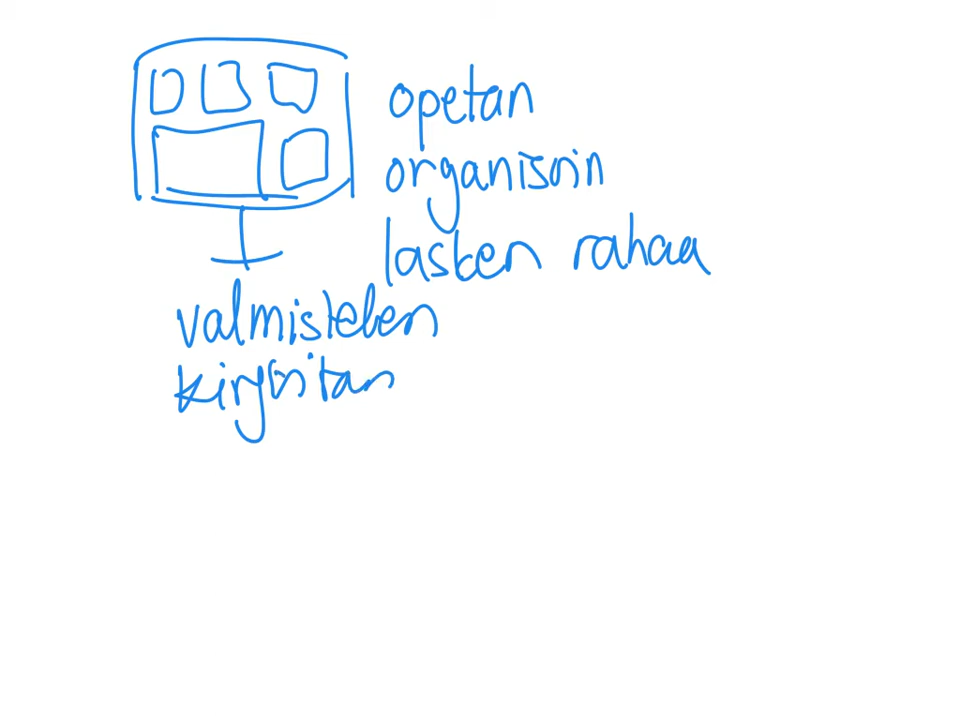 opetan
organisoin
lasken rahaa
valmistelen
kirjoitan